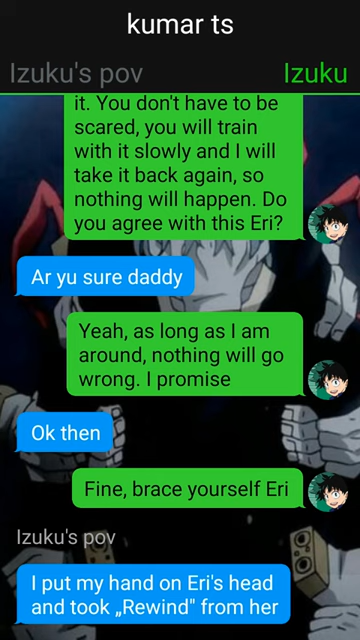 kumar ts
Izuku's pov
Izuku
it. You don't have to be
scared, you will train
with it slowly and I will
take it back again, so
nothing will happen. Do
you agree with this Eri?
Ar yu sure daddy
Yeah, as long as I am
around, nothing will go
wrong. I promise
Ok then
Fine, brace yourself Eri
Izuku's pov
I put my hand on Eri's head
and took „Rewind" from her